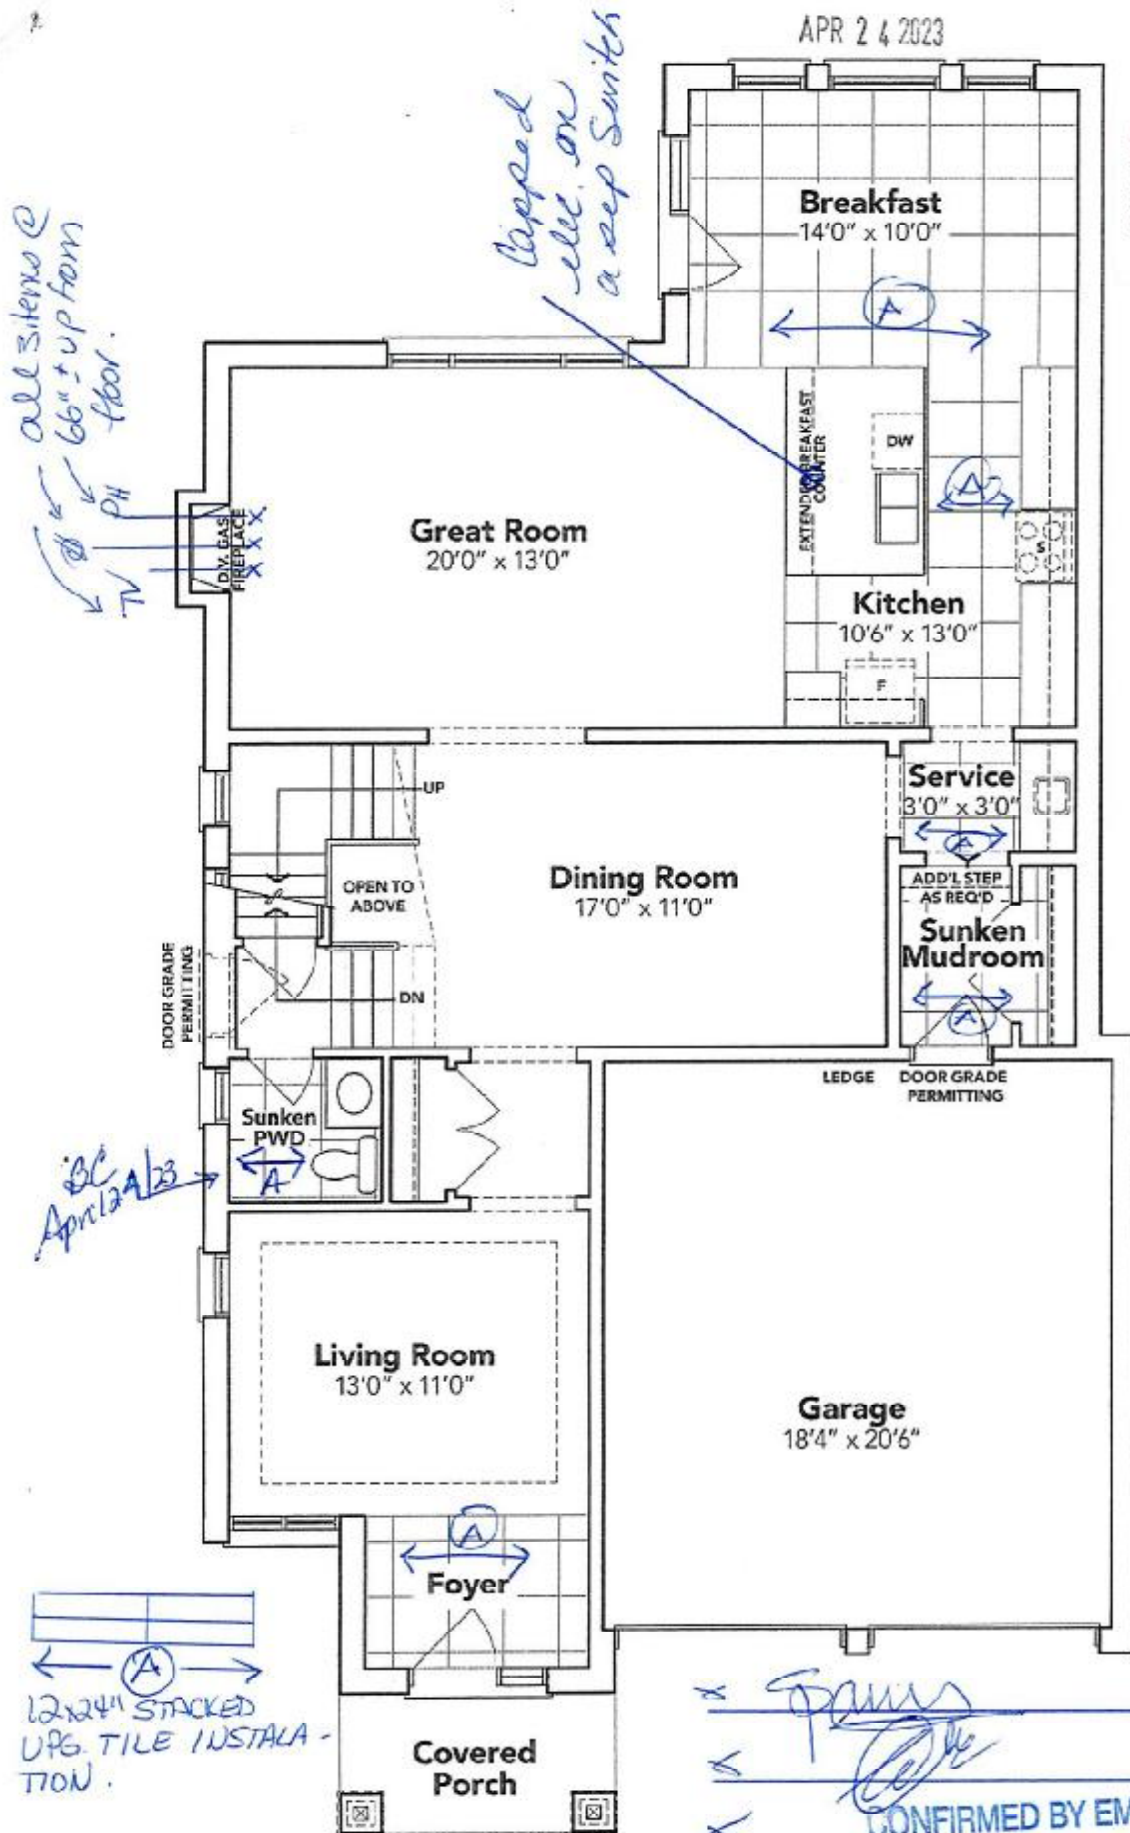 APR 2 4 2023
Capped
elec. on
a sep Switch
Breakfast
14'0" x 10'0"
A
all 3 items @
66" ± up from
floor.
PH
TV
D.V. GAS
FIREPLACE
Great Room
20'0" x 13'0"
EXTENDED BREAKFAST
COUNTER
DW
A
S
Kitchen
10'6" x 13'0"
F
UP
Service
3'0" x 3'0"
A
OPEN TO
ABOVE
Dining Room
17'0" x 11'0"
ADD'L STEP
AS REQ'D
Sunken
Mudroom
A
DOOR GRADE
PERMITTING
DN
LEDGE
DOOR GRADE
PERMITTING
Sunken
PWD
A
BC
April 24/23
Living Room
13'0" x 11'0"
Garage
18'4" x 20'6"
A
Foyer
A
12x24" STACKED
UPG. TILE INSTALA-
TION.
Covered
Porch
x
x
CONFIRMED BY EM